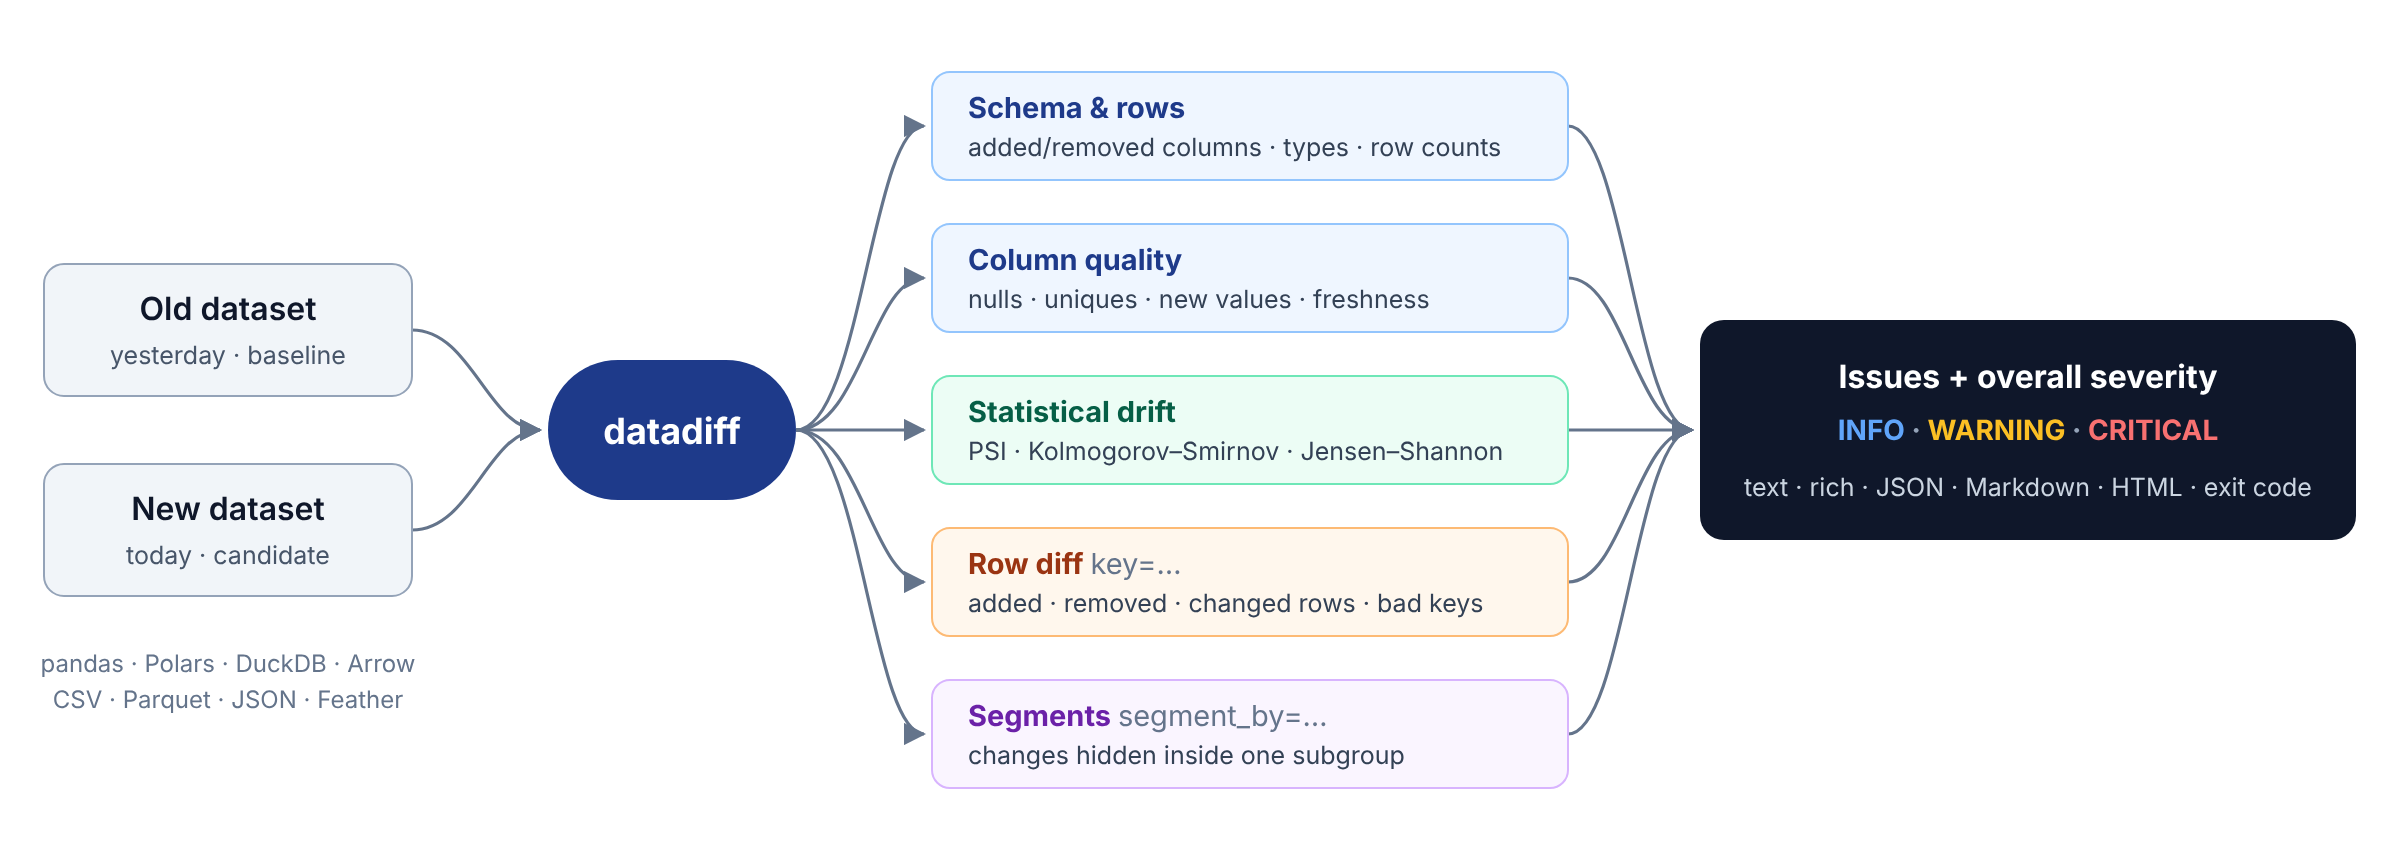 Old dataset
yesterday · baseline
New dataset
today · candidate
pandas · Polars · DuckDB · Arrow
CSV · Parquet · JSON · Feather
datadiff
Schema & rows
added/removed columns · types · row counts
Column quality
nulls · uniques · new values · freshness
Statistical drift
PSI · Kolmogorov–Smirnov · Jensen–Shannon
Row diff key=…
added · removed · changed rows · bad keys
Segments segment_by=…
changes hidden inside one subgroup
Issues + overall severity
INFO · WARNING · CRITICAL
text · rich · JSON · Markdown · HTML · exit code